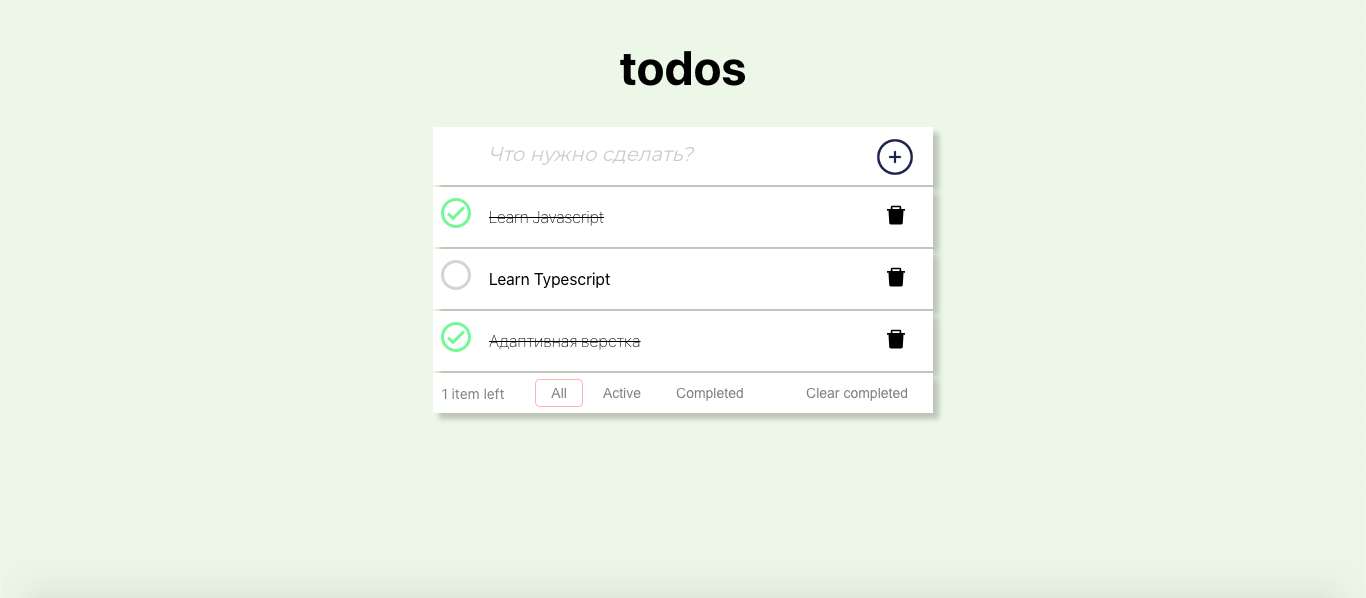 todos
Что нужно сделать?
Learn Javascript
Learn Typescript
Адаптивная верстка
1 item left All Active Completed Clear completed